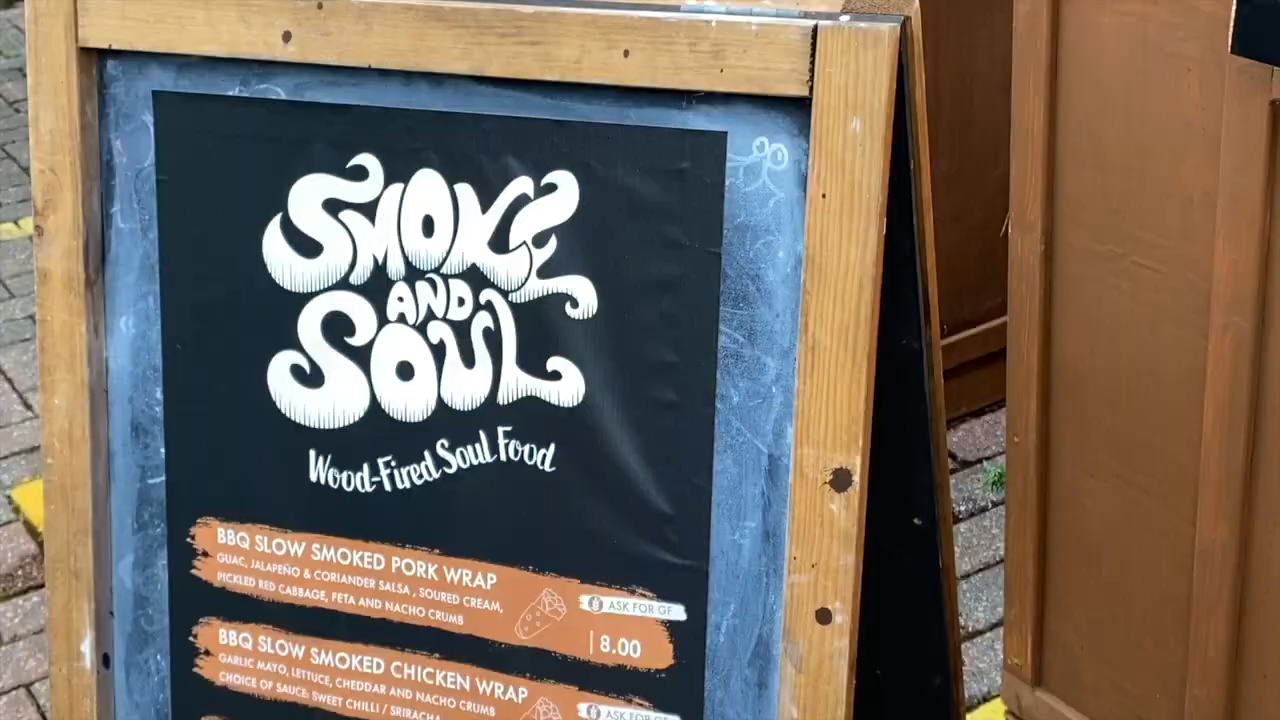 SMOKE
AND
SOUL
Wood-Fired Soul Food
BBQ SLOW SMOKED PORK WRAP
GUAC, JALAPEÑO & CORIANDER SALSA , SOURED CREAM,
PICKLED RED CABBAGE, FETA AND NACHO CRUMB
ASK FOR GF
8.00
BBQ SLOW SMOKED CHICKEN WRAP
GARLIC MAYO, LETTUCE, CHEDDAR AND NACHO CRUMB
CHOICE OF SAUCE: SWEET CHILLI / SRIRACHA
ASK FOR GF